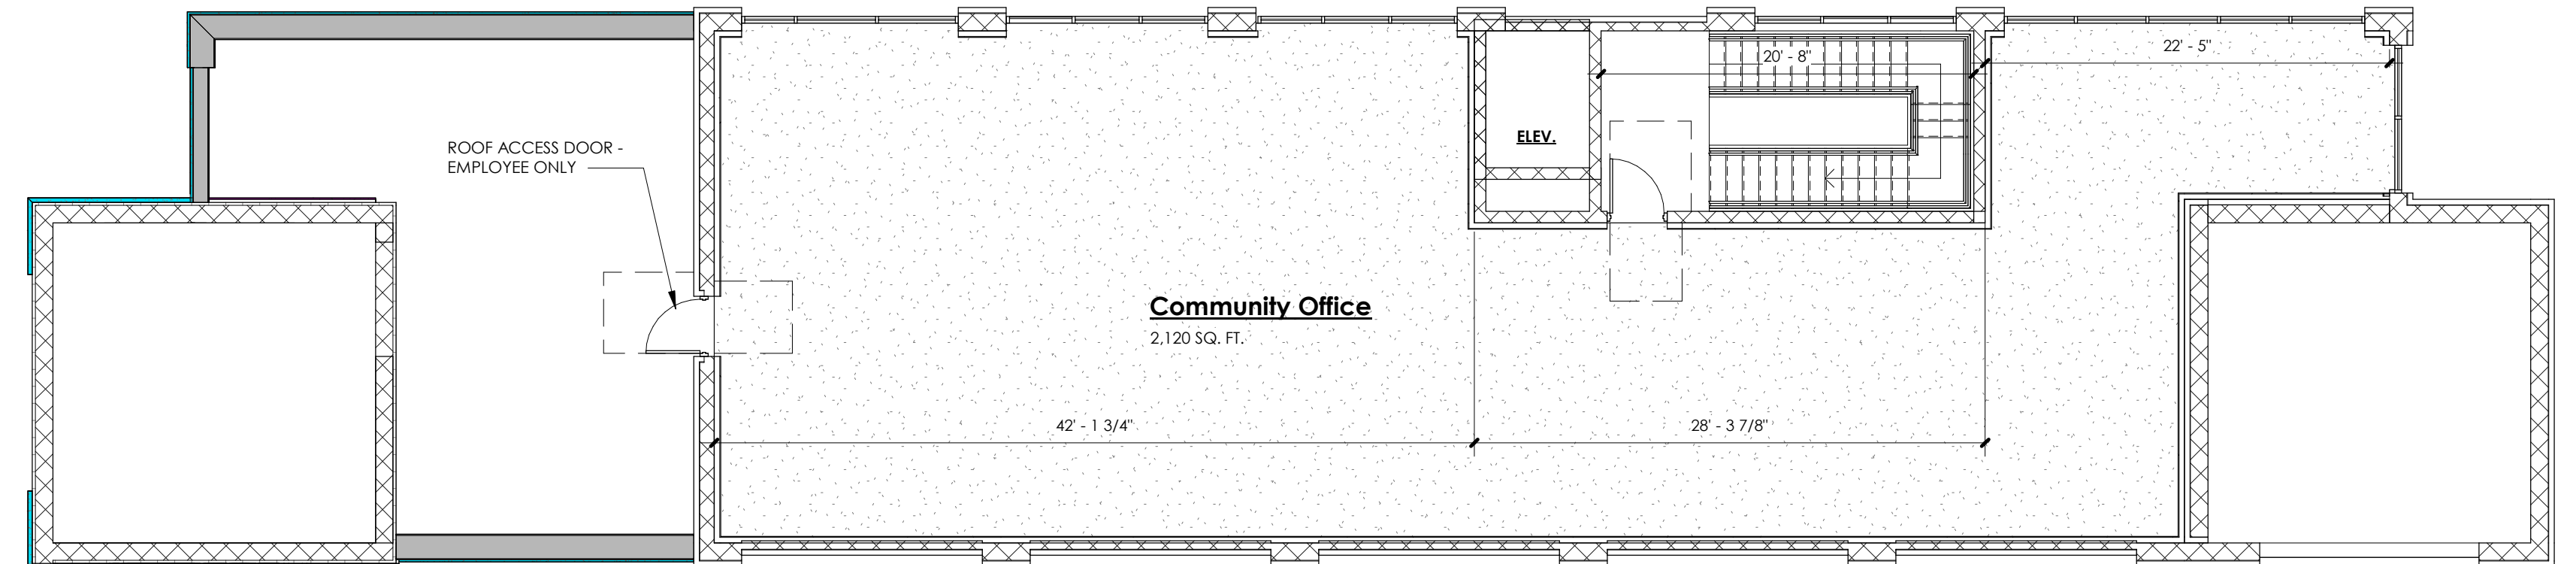 22' - 5"
20' - 8"
ELEV.
ROOF ACCESS DOOR -
EMPLOYEE ONLY
Community Office
2,120 SQ. FT.
42' - 1 3/4"
28' - 3 7/8"